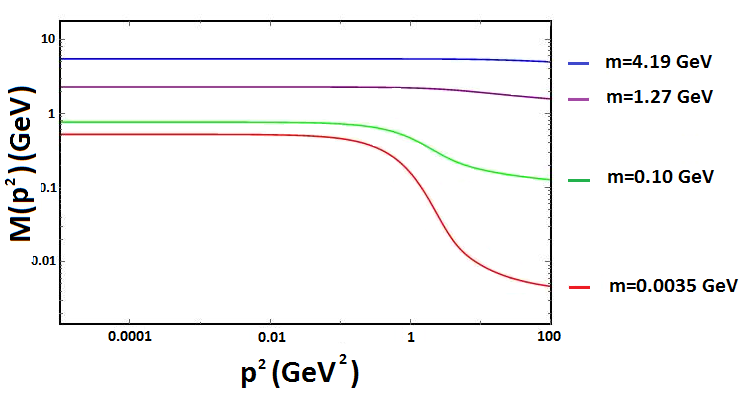 10
1
0.1
0.01
M(p²)(GeV)
0.0001
0.01
1
100
p² (GeV²)
m=4.19 GeV
m=1.27 GeV
m=0.10 GeV
m=0.0035 GeV